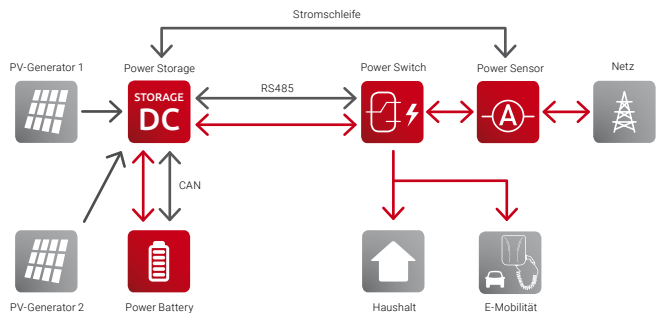 Stromschleife
PV-Generator 1
Power Storage
Power Switch
Power Sensor
Netz
STORAGE
DC
RS485
A
CAN
PV-Generator 2
Power Battery
Haushalt
E-Mobilität